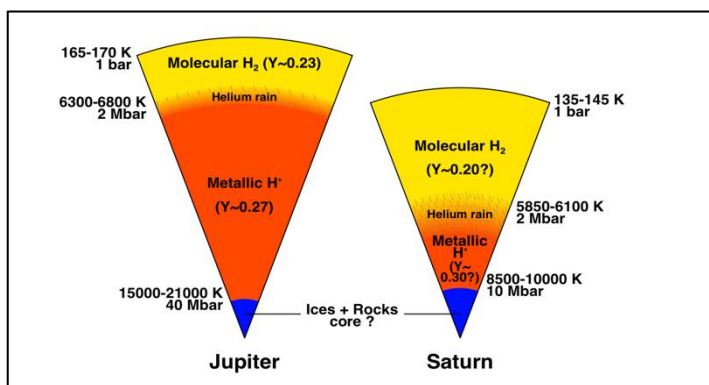 165-170 K
1 bar
Molecular H₂ (Y~0.23)
Helium rain
6300-6800 K
2 Mbar
Metallic H⁺
(Y~0.27)
15000-21000 K
40 Mbar
Jupiter
Ices + Rocks
core ?
135-145 K
1 bar
Molecular H₂
(Y~0.20?)
Helium rain
5850-6100 K
2 Mbar
Metallic
H⁺
(Y~
0.30?)
8500-10000 K
10 Mbar
Saturn